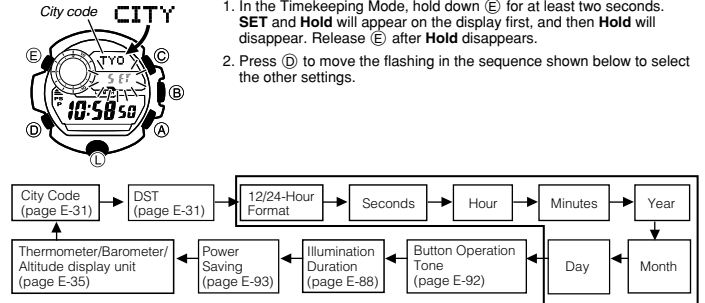 City code
CITY
TYO
SET
PS
P
10:58 50
E
C
B
D
A
L
1. In the Timekeeping Mode, hold down Ⓔ for at least two seconds.
SET and Hold will appear on the display first, and then Hold will
disappear. Release Ⓔ after Hold disappears.
2. Press Ⓓ to move the flashing in the sequence shown below to select
the other settings.
City Code
(page E-31)
DST
(page E-31)
12/24-Hour
Format
Seconds
Hour
Minutes
Year
Thermometer/Barometer/
Altitude display unit
(page E-35)
Power
Saving
(page E-93)
Illumination
Duration
(page E-88)
Button Operation
Tone
(page E-92)
Day
Month